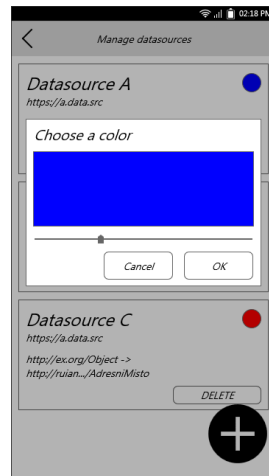 02:18 PM
Manage datasources
Datasource A
https://a.data.src
Choose a color
Cancel
OK
Datasource C
https://a.data.src
http://ex.org/Object ->
http://ruian.../AdresniMisto
DELETE